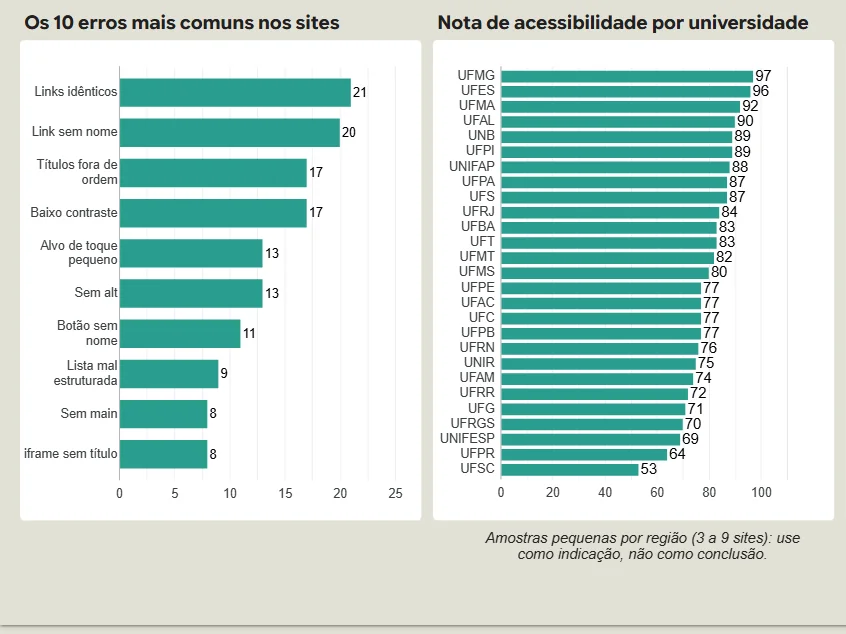 Os 10 erros mais comuns nos sites
Links idênticos 21
Link sem nome 20
Títulos fora de
ordem 17
Baixo contraste 17
Alvo de toque
pequeno 13
Sem alt 13
Botão sem
nome 11
Lista mal
estruturada 9
Sem main 8
iframe sem título 8
0 5 10 15 20 25
Nota de acessibilidade por universidade
UFMG 97
UFES 96
UFMA 92
UFAL 90
UNB 89
UFPI 89
UNIFAP 88
UFPA 87
UFS 87
UFRJ 84
UFBA 83
UFT 83
UFMT 82
UFMS 80
UFPE 77
UFAC 77
UFC 77
UFPB 77
UFRN 76
UNIR 75
UFAM 74
UFRR 72
UFG 71
UFRGS 70
UNIFESP 69
UFPR 64
UFSC 53
0 20 40 60 80 100
Amostras pequenas por região (3 a 9 sites): use
como indicação, não como conclusão.